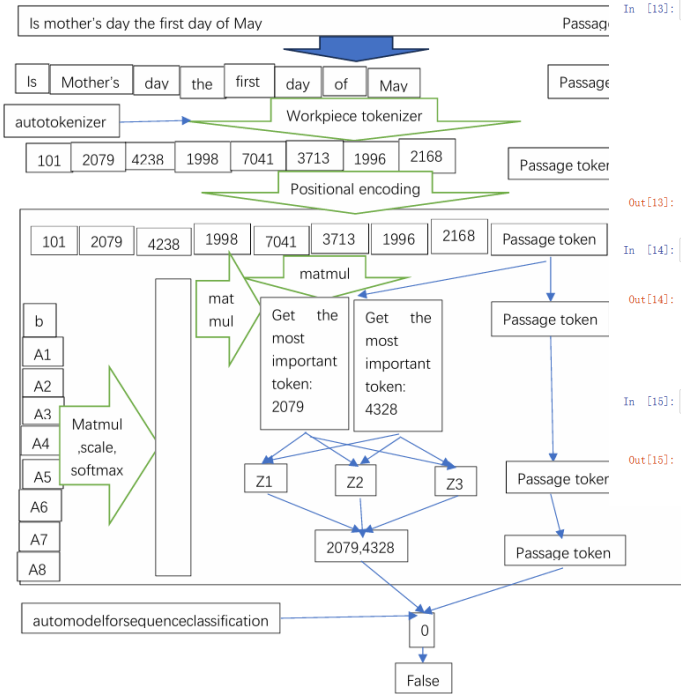 Is mother's day the first day of May Passag
In [13]:
Is Mother's day the first day of May Passage
autotokenizer
Workpiece tokenizer
101 2079 4238 1998 7041 3713 1996 2168
Passage toker
Positional encoding
Out[13]:
101 2079 4238 1998 7041 3713 1996 2168 Passage token
In [14]:
matmul
mat
mul
Out[14]:
b
Get the
most
important
token:
2079
Get the
most
important
token:
4328
Passage token
A1
A2
A3
A4
A5
A6
A7
A8
Matmul
,scale,
softmax
In [15]:
Out[15]:
Z1 Z2 Z3
Passage toker
2079,4328
Passage token
automodelforsequenceclassification
0
False